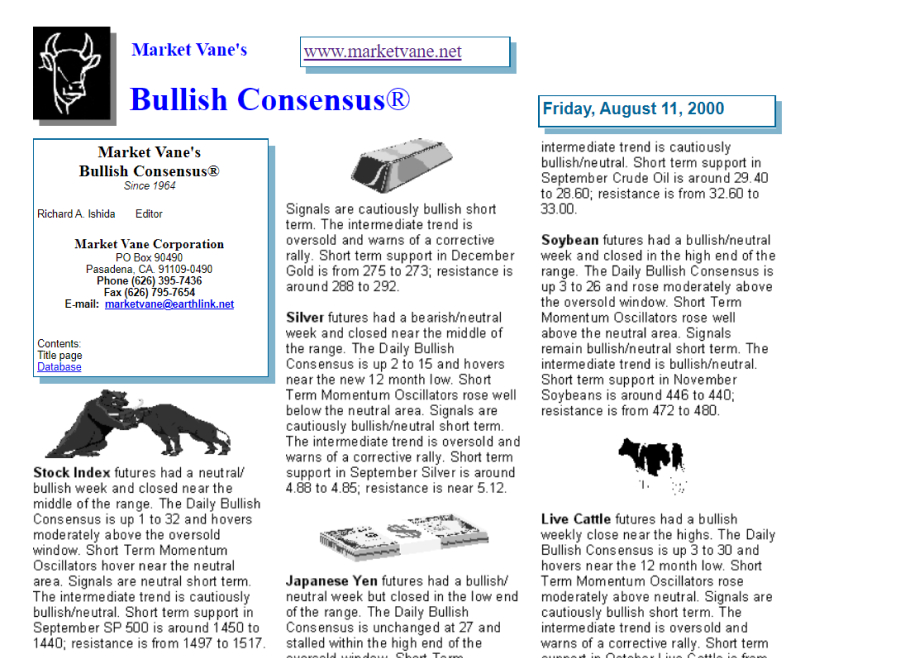 Market Vane's
www.marketvane.net
Bullish Consensus®
Friday, August 11, 2000
Market Vane's
Bullish Consensus®
Since 1964
Richard A. Ishida Editor
Market Vane Corporation
PO Box 90490
Pasadena, CA. 91109-0490
Phone (626) 395-7436
Fax (626) 795-7654
E-mail: marketvane@earthlink.net
Contents:
Title page
Database
Stock Index futures had a neutral/
bullish week and closed near the
middle of the range. The Daily Bullish
Consensus is up 1 to 32 and hovers
moderately above the oversold
window. Short Term Momentum
Oscillators hover near the neutral
area. Signals are neutral short term.
The intermediate trend is cautiously
bullish/neutral. Short term support in
September SP 500 is around 1450 to
1440; resistance is from 1497 to 1517.
Signals are cautiously bullish short
term. The intermediate trend is
oversold and warns of a corrective
rally. Short term support in December
Gold is from 275 to 273; resistance is
around 288 to 292.
Silver futures had a bearish/neutral
week and closed near the middle of
the range. The Daily Bullish
Consensus is up 2 to 15 and hovers
near the new 12 month low. Short
Term Momentum Oscillators rose well
below the neutral area. Signals are
cautiously bullish/neutral short term.
The intermediate trend is oversold and
warns of a corrective rally. Short term
support in September Silver is around
4.88 to 4.85; resistance is near 5.12.
Japanese Yen futures had a bullish/
neutral week but closed in the low end
of the range. The Daily Bullish
Consensus is unchanged at 27 and
stalled within the high end of the
oversold window. Short Term
intermediate trend is cautiously
bullish/neutral. Short term support in
September Crude Oil is around 29.40
to 28.60; resistance is from 32.60 to
33.00.
Soybean futures had a bullish/neutral
week and closed in the high end of the
range. The Daily Bullish Consensus is
up 3 to 26 and rose moderately above
the oversold window. Short Term
Momentum Oscillators rose well
above the neutral area. Signals
remain bullish/neutral short term. The
intermediate trend is bullish/neutral.
Short term support in November
Soybeans is around 446 to 440;
resistance is from 472 to 480.
Live Cattle futures had a bullish
weekly close near the highs. The Daily
Bullish Consensus is up 3 to 30 and
hovers near the 12 month low. Short
Term Momentum Oscillators rose
moderately above neutral. Signals are
cautiously bullish short term. The
intermediate trend is oversold and
warns of a corrective rally. Short term
support in October Live Cattle is from